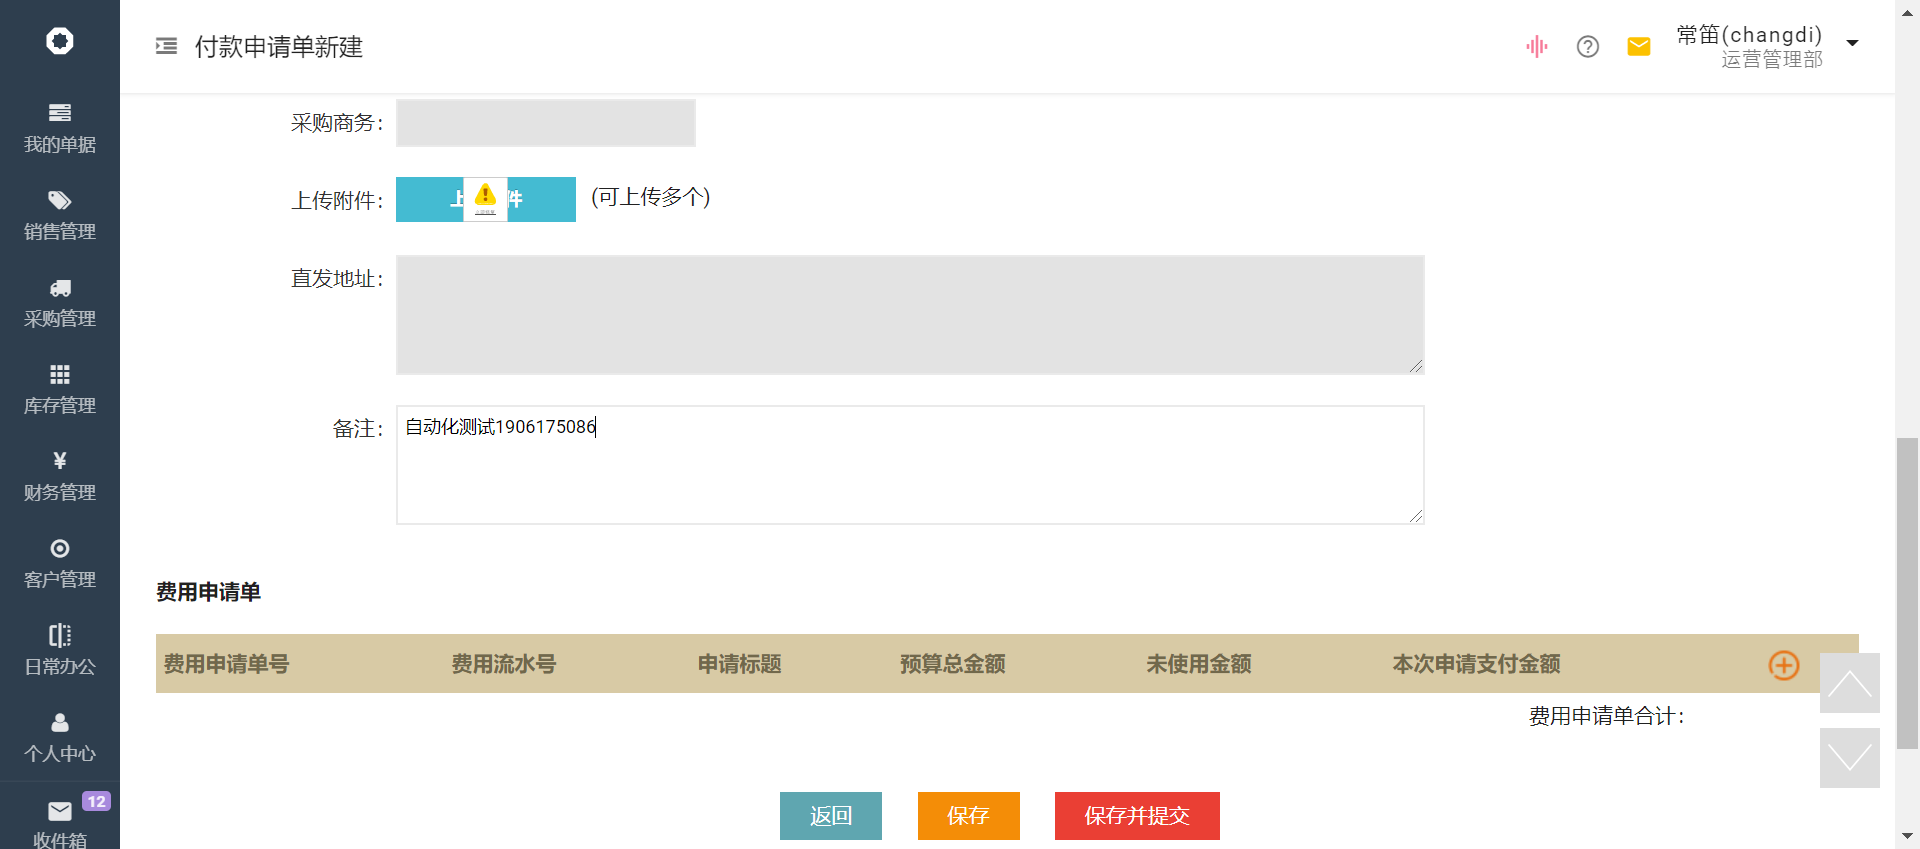 付款申请单新建
常笛(changdi)
运营管理部
我的单据
销售管理
采购管理
库存管理
财务管理
客户管理
日常办公
个人中心
12
收件箱
采购商务：
上传附件：
上 件
(可上传多个)
直发地址：
备注：
自动化测试1906175086
费用申请单
费用申请单号 费用流水号 申请标题 预算总金额 未使用金额 本次申请支付金额
费用申请单合计：
返回 保存 保存并提交